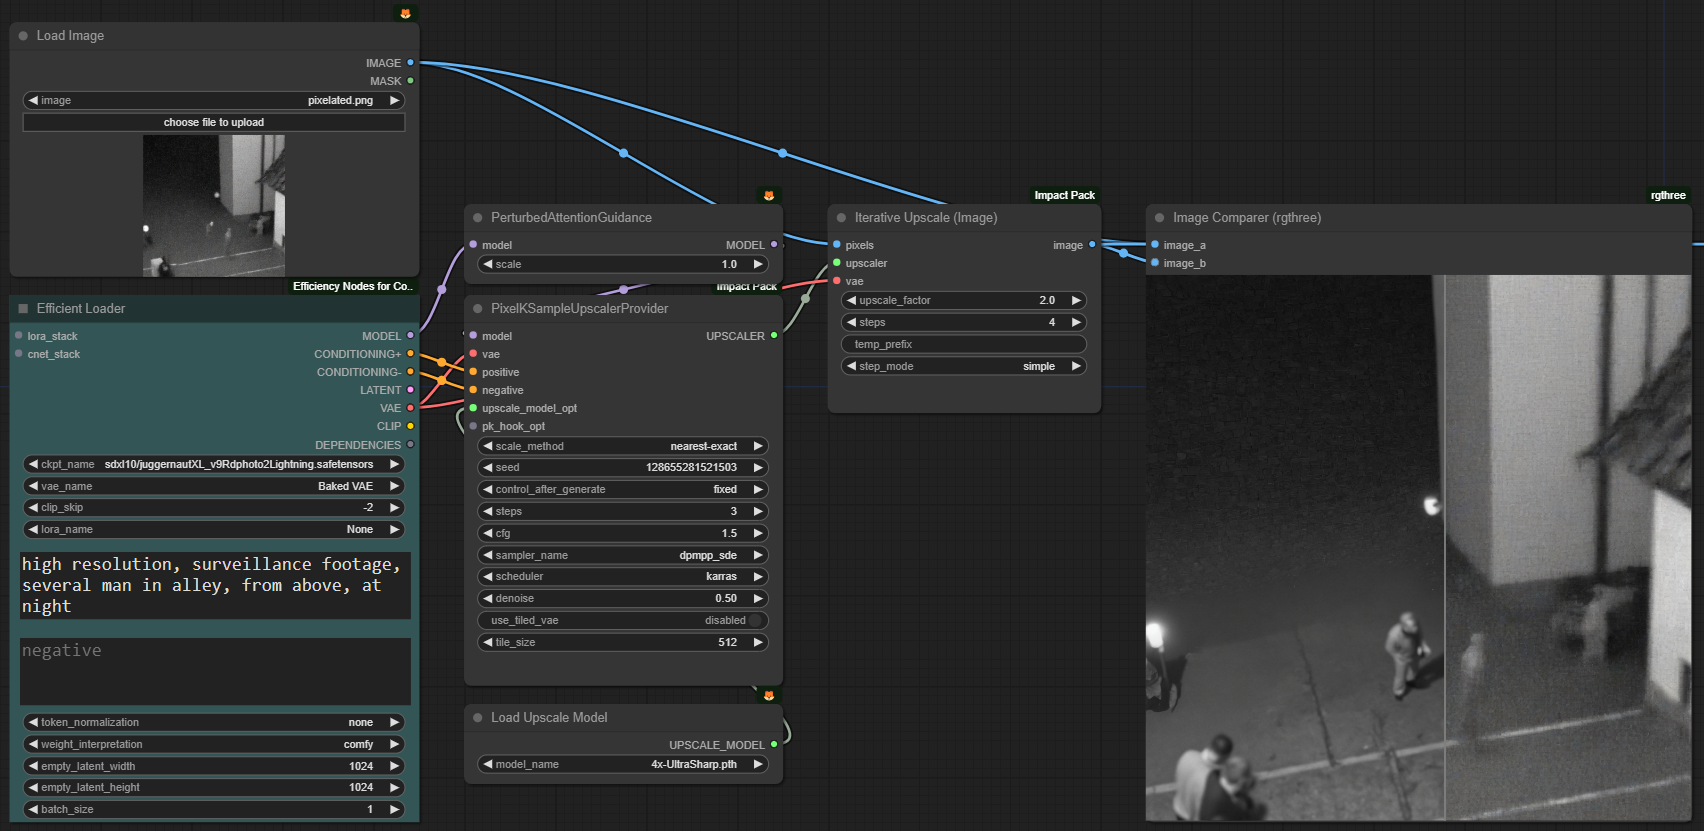 Load Image
IMAGE
MASK
image pixelated.png
choose file to upload
Efficiency Nodes for Co..
Efficient Loader
lora_stack MODEL
cnet_stack CONDITIONING+
CONDITIONING-
LATENT
VAE
CLIP
DEPENDENCIES
ckpt_name sdxl10/juggernautXL_v9Rdphoto2Lightning.safetensors
vae_name Baked VAE
clip_skip -2
lora_name None
high resolution, surveillance footage,
several man in alley, from above, at
night
negative
token_normalization none
weight_interpretation comfy
empty_latent_width 1024
empty_latent_height 1024
batch_size 1
PerturbedAttentionGuidance
model MODEL
scale 1.0
Impact Pack
PixelKSampleUpscalerProvider
model UPSCALER
vae
positive
negative
upscale_model_opt
pk_hook_opt
scale_method nearest-exact
seed 128655281521503
control_after_generate fixed
steps 3
cfg 1.5
sampler_name dpmpp_sde
scheduler karras
denoise 0.50
use_tiled_vae disabled
tile_size 512
Load Upscale Model
UPSCALE_MODEL
model_name 4x-UltraSharp.pth
Impact Pack
Iterative Upscale (Image)
pixels image
upscaler
vae
upscale_factor 2.0
steps 4
temp_prefix
step_mode simple
rgthree
Image Comparer (rgthree)
image_a
image_b